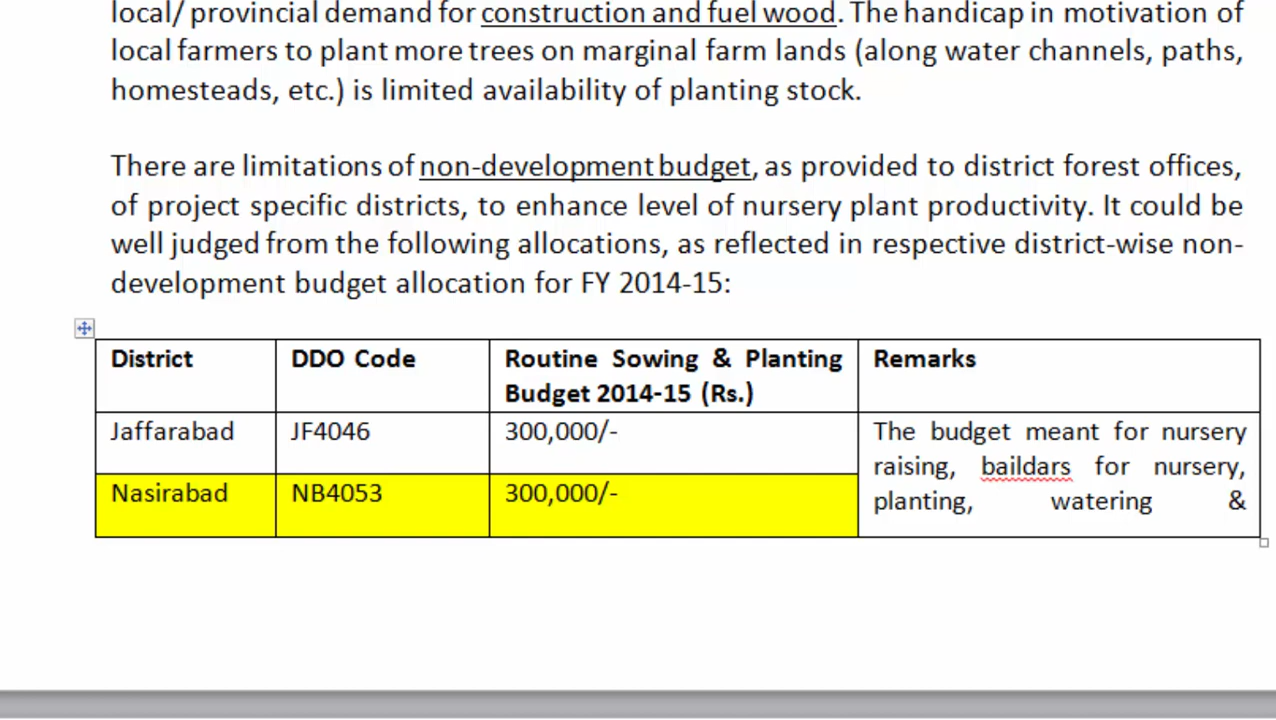 local/ provincial demand for construction and fuel wood. The handicap in motivation of
local farmers to plant more trees on marginal farm lands (along water channels, paths,
homesteads, etc.) is limited availability of planting stock.
There are limitations of non-development budget, as provided to district forest offices,
of project specific districts, to enhance level of nursery plant productivity. It could be
well judged from the following allocations, as reflected in respective district-wise non-
development budget allocation for FY 2014-15:
District DDO Code Routine Sowing & Planting Remarks
Budget 2014-15 (Rs.)
Jaffarabad JF4046 300,000/- The budget meant for nursery
raising, baildars for nursery,
Nasirabad NB4053 300,000/- planting, watering &